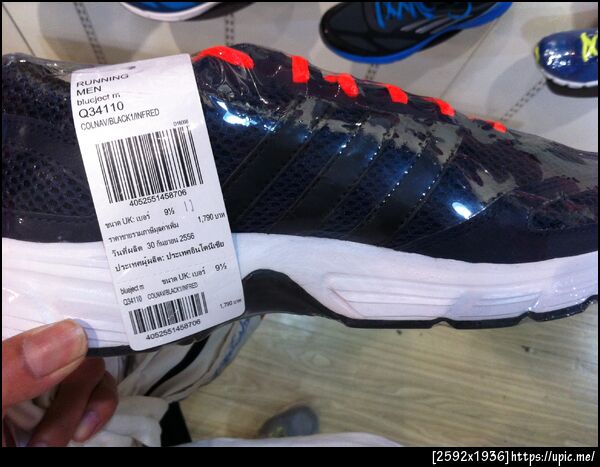 RUNNING
MEN
blueject m
Q34110
COLNAV/BLACK1/INFRED
D16098
4052551458706
ขนาด UK: เบอร์ 9½
ราคาขายรวมภาษีมูลค่าเพิ่ม 1,790 บาท
วันที่ผลิต 30 กันยายน 2556
ประเทศผู้ผลิต: ประเทศอินโดนีเซีย
ขนาด UK: เบอร์ 9½
blueject m
Q34110 COLNAV/BLACK1/INFRED
4052551458706
1,790 บาท
[2592x1936]https://upic.me/